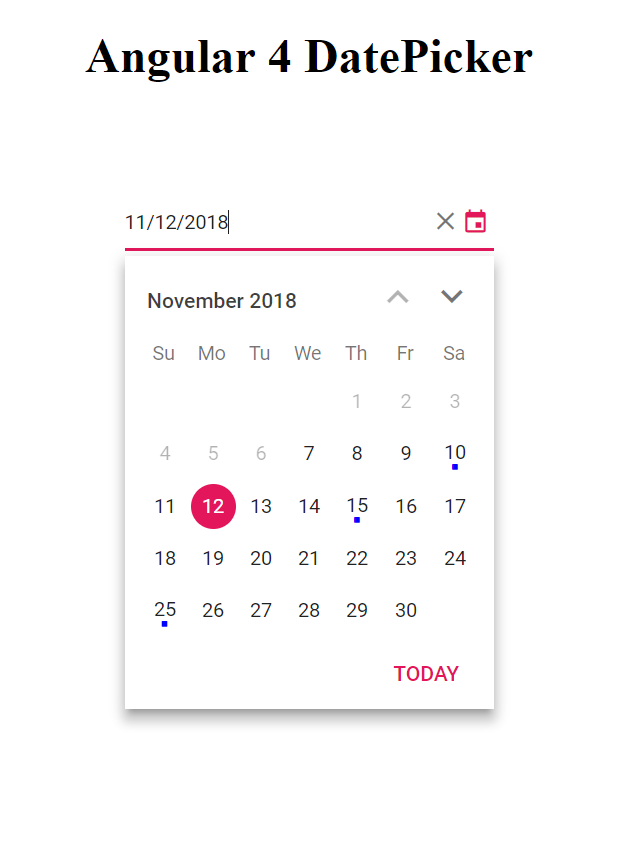 Angular 4 DatePicker
11/12/2018
November 2018
Su Mo Tu We Th Fr Sa
1 2 3
4 5 6 7 8 9 10
11 12 13 14 15 16 17
18 19 20 21 22 23 24
25 26 27 28 29 30
TODAY